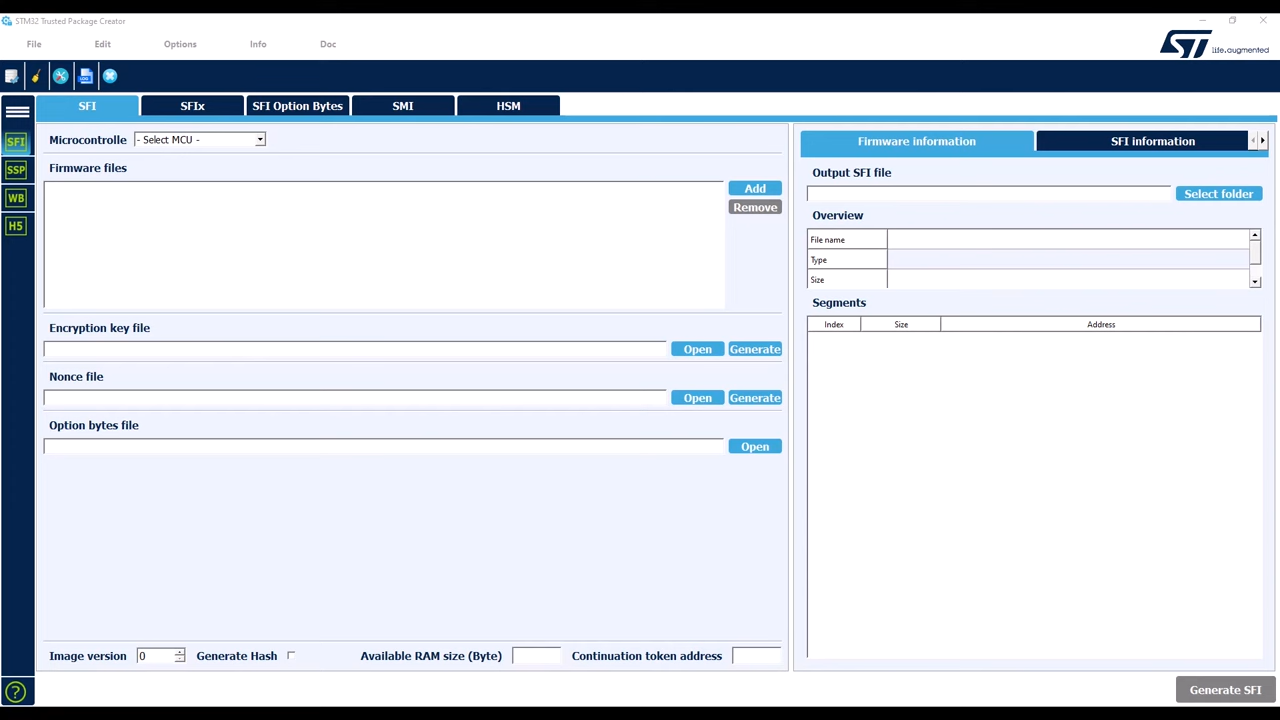 STM32 Trusted Package Creator
File Edit Options Info Doc
ST life.augmented
SFI SFIx SFI Option Bytes SMI HSM
SFI
SSP
WB
H5
Microcontrolle - Select MCU -
Firmware files
Add
Remove
Encryption key file
Open Generate
Nonce file
Open Generate
Option bytes file
Open
Image version 0 Generate Hash Available RAM size (Byte) Continuation token address
Firmware information SFI information
Output SFI file
Select folder
Overview
File name
Type
Size
Segments
Index Size Address
Generate SFI
?